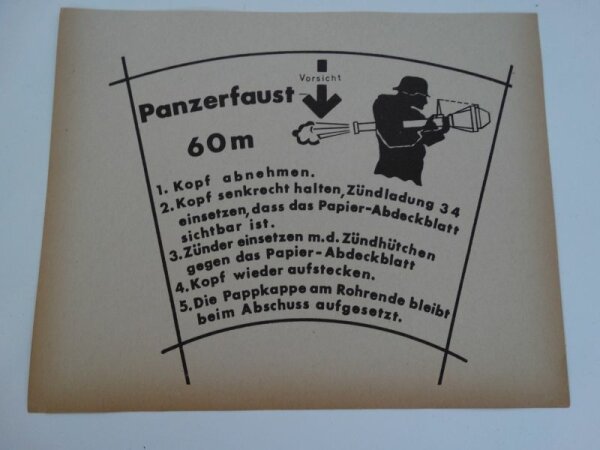 Vorsicht
Panzerfaust
60m
1. Kopf abnehmen.
2. Kopf senkrecht halten, Zündladung 34
einsetzen, dass das Papier-Abdeckblatt
sichtbar ist.
3. Zünder einsetzen m.d. Zündhütchen
gegen das Papier-Abdeckblatt
4. Kopf wieder aufstecken.
5. Die Pappkappe am Rohrende bleibt
beim Abschuss aufgesetzt.